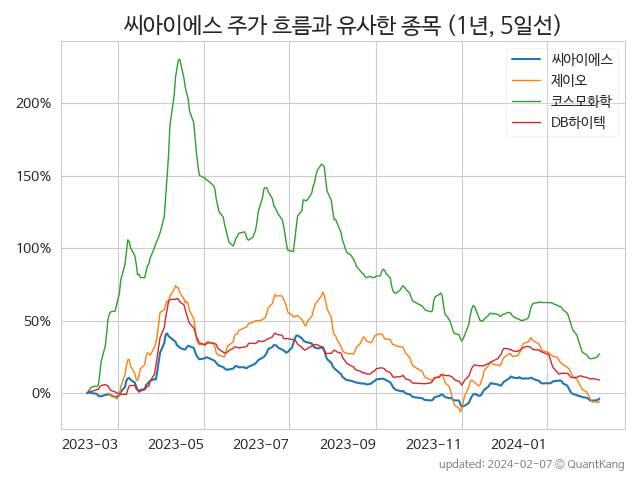 씨아이에스 주가 흐름과 유사한 종목 (1년, 5일선)
씨아이에스
제이오
코스모화학
DB하이텍
200%
150%
100%
50%
0%
2023-03 2023-05 2023-07 2023-09 2023-11 2024-01
updated: 2024-02-07 © QuantKang